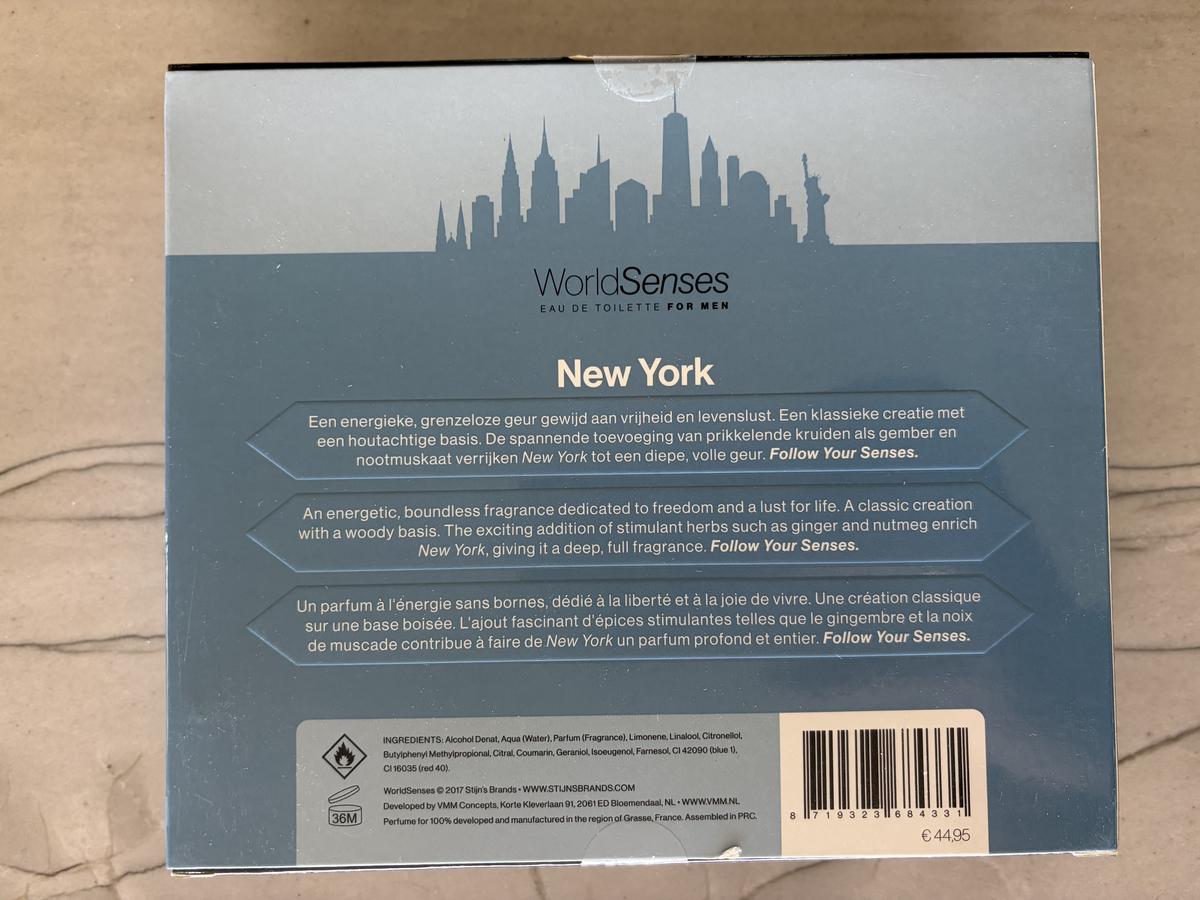 WorldSenses
EAU DE TOILETTE FOR MEN
New York
Een energieke, grenzeloze geur gewijd aan vrijheid en levenslust. Een klassieke creatie met
een houtachtige basis. De spannende toevoeging van prikkelende kruiden als gember en
nootmuskaat verrijken New York tot een diepe, volle geur. Follow Your Senses.
An energetic, boundless fragrance dedicated to freedom and a lust for life. A classic creation
with a woody basis. The exciting addition of stimulant herbs such as ginger and nutmeg enrich
New York, giving it a deep, full fragrance. Follow Your Senses.
Un parfum à l'énergie sans bornes, dédié à la liberté et à la joie de vivre. Une création classique
sur une base boisée. L'ajout fascinant d'épices stimulantes telles que le gingembre et la noix
de muscade contribue à faire de New York un parfum profond et entier. Follow Your Senses.
INGREDIENTS: Alcohol Denat, Aqua (Water), Parfum (Fragrance), Limonene, Linalool, Citronellol,
Butylphenyl Methylpropional, Citral, Coumarin, Geraniol, Isoeugenol, Farnesol, CI 42090 (blue 1),
CI 16035 (red 40).
WorldSenses © 2017 Stijn's Brands • WWW.STIJNSBRANDS.COM
Developed by VMM Concepts, Korte Kleverlaan 91, 2061 ED Bloemendaal, NL • WWW.VMM.NL
Perfume for 100% developed and manufactured in the region of Grasse, France. Assembled in PRC.
36M
8 719323 684331
€ 44,95